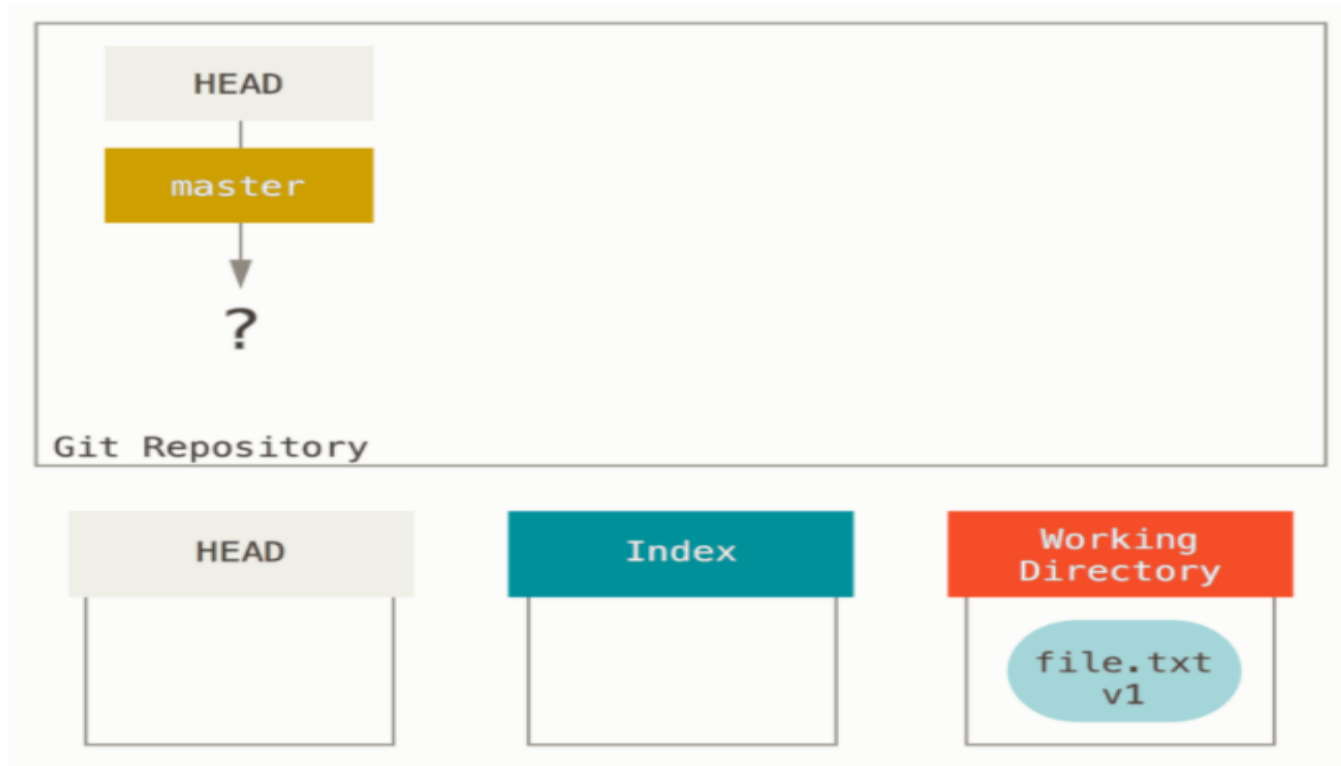 HEAD
master
?
Git Repository
HEAD
Index
Working
Directory
file.txt
v1